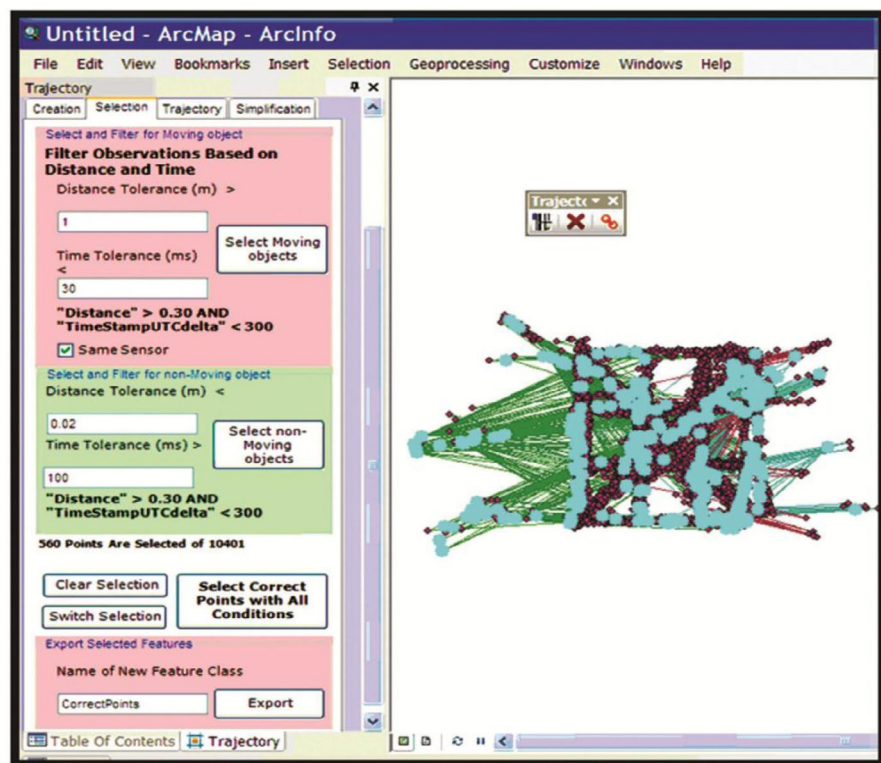 Untitled - ArcMap - ArcInfo
File Edit View Bookmarks Insert Selection Geoprocessing Customize Windows Help
Trajectory
Creation Selection Trajectory Simplification
Select and Filter for Moving object
Filter Observations Based on
Distance and Time
Distance Tolerance (m) >
1
Select Moving
objects
Time Tolerance (ms)
<
30
"Distance" > 0.30 AND
"TimeStampUTCdelta" < 300
Same Sensor
Select and Filter for non-Moving object
Distance Tolerance (m) <
0.02
Select non-
Moving
objects
Time Tolerance (ms) >
100
"Distance" > 0.30 AND
"TimeStampUTCdelta" < 300
560 Points Are Selected of 10401
Clear Selection
Switch Selection
Select Correct
Points with All
Conditions
Export Selected Features
Name of New Feature Class
CorrectPoints
Export
Table Of Contents Trajectory
Trajectc